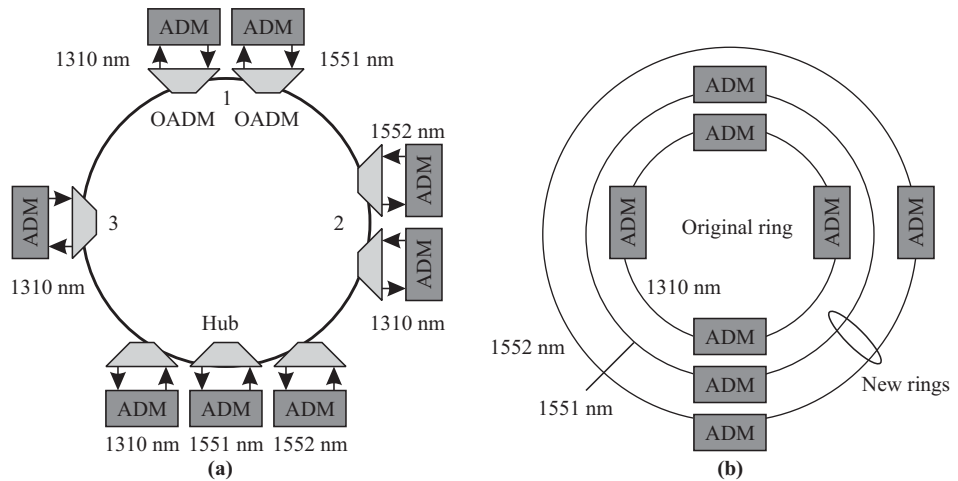 ADM
ADM
1310 nm
1551 nm
1
OADM
OADM
1552 nm
ADM
ADM
3
2
ADM
1310 nm
1310 nm
Hub
ADM
ADM
ADM
1310 nm
1551 nm
1552 nm
(a)
ADM
ADM
ADM
Original ring
ADM
ADM
1310 nm
ADM
1552 nm
ADM
New rings
1551 nm
ADM
(b)